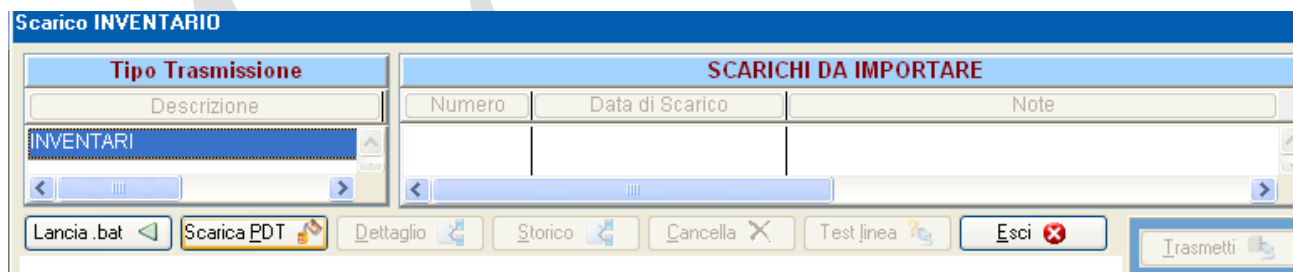 Scarico INVENTARIO
Tipo Trasmissione SCARICHI DA IMPORTARE
Descrizione Numero Data di Scarico Note
INVENTARI
Lancia .bat Scarica PDT Dettaglio Storico Cancella Test linea Esci Trasmetti